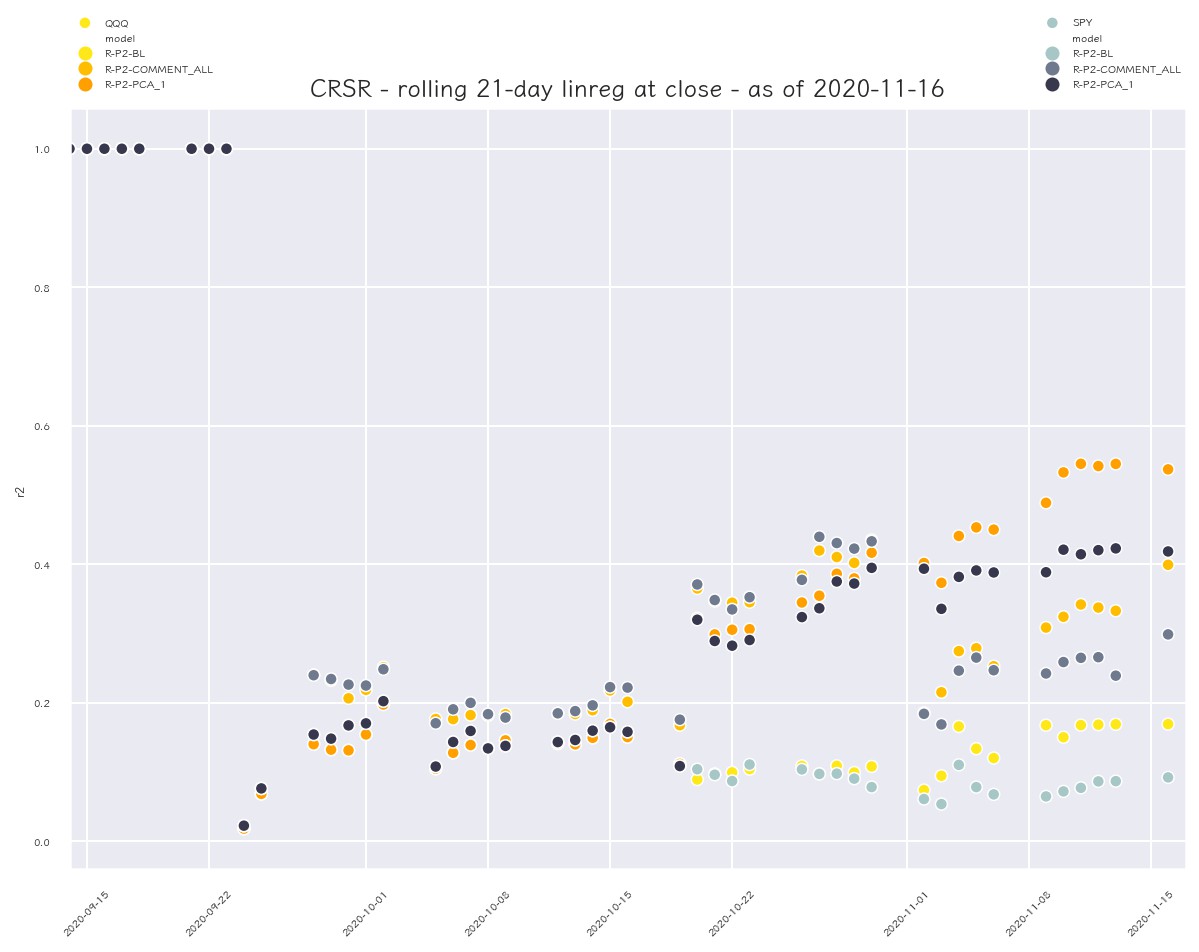 QQQ
model
R-P2-BL
R-P2-COMMENT_ALL
R-P2-PCA_1
SPY
model
R-P2-BL
R-P2-COMMENT_ALL
R-P2-PCA_1
CRSR - rolling 21-day linreg at close - as of 2020-11-16
1.0
0.8
0.6
0.4
0.2
0.0
r2
2020-09-15
2020-09-22
2020-10-01
2020-10-08
2020-10-15
2020-10-22
2020-11-01
2020-11-08
2020-11-15